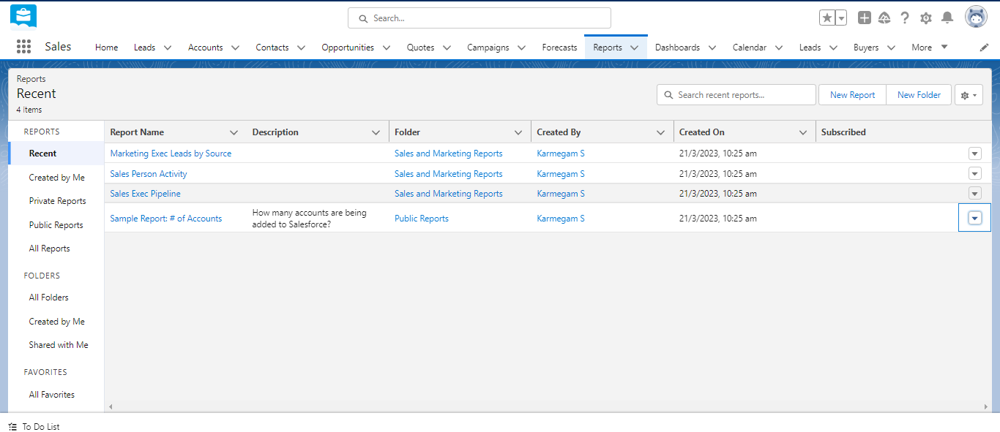 Search...
Sales Home Leads Accounts Contacts Opportunities Quotes Campaigns Forecasts Reports Dashboards Calendar Leads Buyers More
Reports
Recent
4 items
Search recent reports...
New Report
New Folder
REPORTS
Recent
Created by Me
Private Reports
Public Reports
All Reports
FOLDERS
All Folders
Created by Me
Shared with Me
FAVORITES
All Favorites
Report Name Description Folder Created By Created On Subscribed
Marketing Exec Leads by Source Sales and Marketing Reports Karmegam S 21/3/2023, 10:25 am
Sales Person Activity Sales and Marketing Reports Karmegam S 21/3/2023, 10:25 am
Sales Exec Pipeline Sales and Marketing Reports Karmegam S 21/3/2023, 10:25 am
Sample Report: # of Accounts How many accounts are being
added to Salesforce? Public Reports Karmegam S 21/3/2023, 10:25 am
To Do List